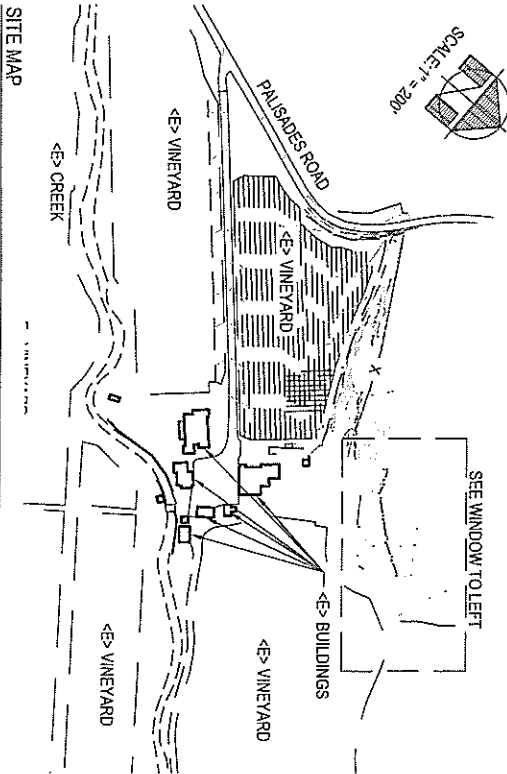 SCALE: 1" = 200'
PALISADES ROAD
SEE WINDOW TO LEFT
<E> VINEYARD
<E> VINEYARD
<E> BUILDINGS
<E> VINEYARD
<E> CREEK
<E> VINEYARD
SITE MAP